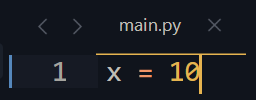 main.py
1 x = 10